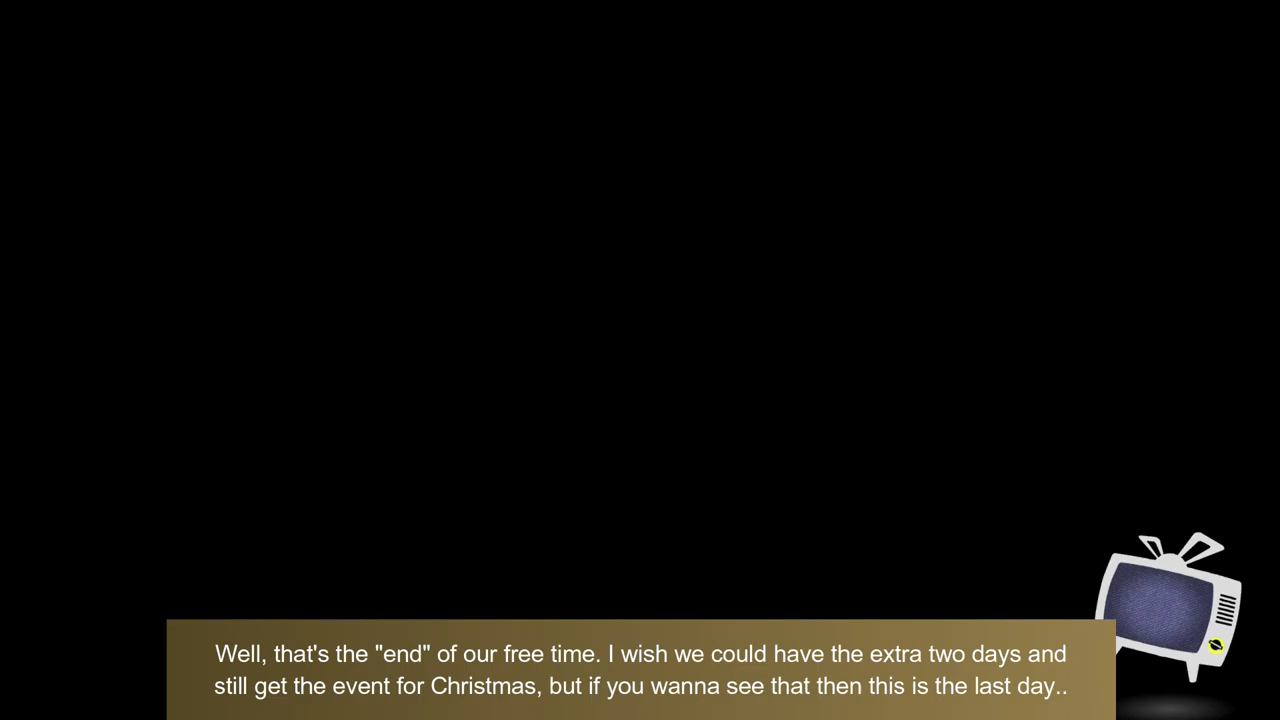 Well, that's the "end" of our free time. I wish we could have the extra two days and
still get the event for Christmas, but if you wanna see that then this is the last day..